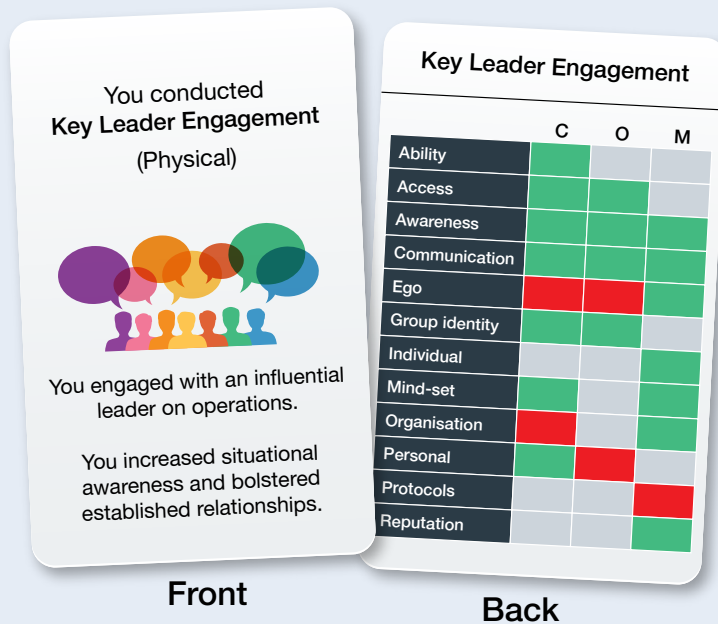 You conducted
Key Leader Engagement
(Physical)
You engaged with an influential
leader on operations.
You increased situational
awareness and bolstered
established relationships.
Front
Key Leader Engagement
C O M
Ability
Access
Awareness
Communication
Ego
Group identity
Individual
Mind-set
Organisation
Personal
Protocols
Reputation
Back